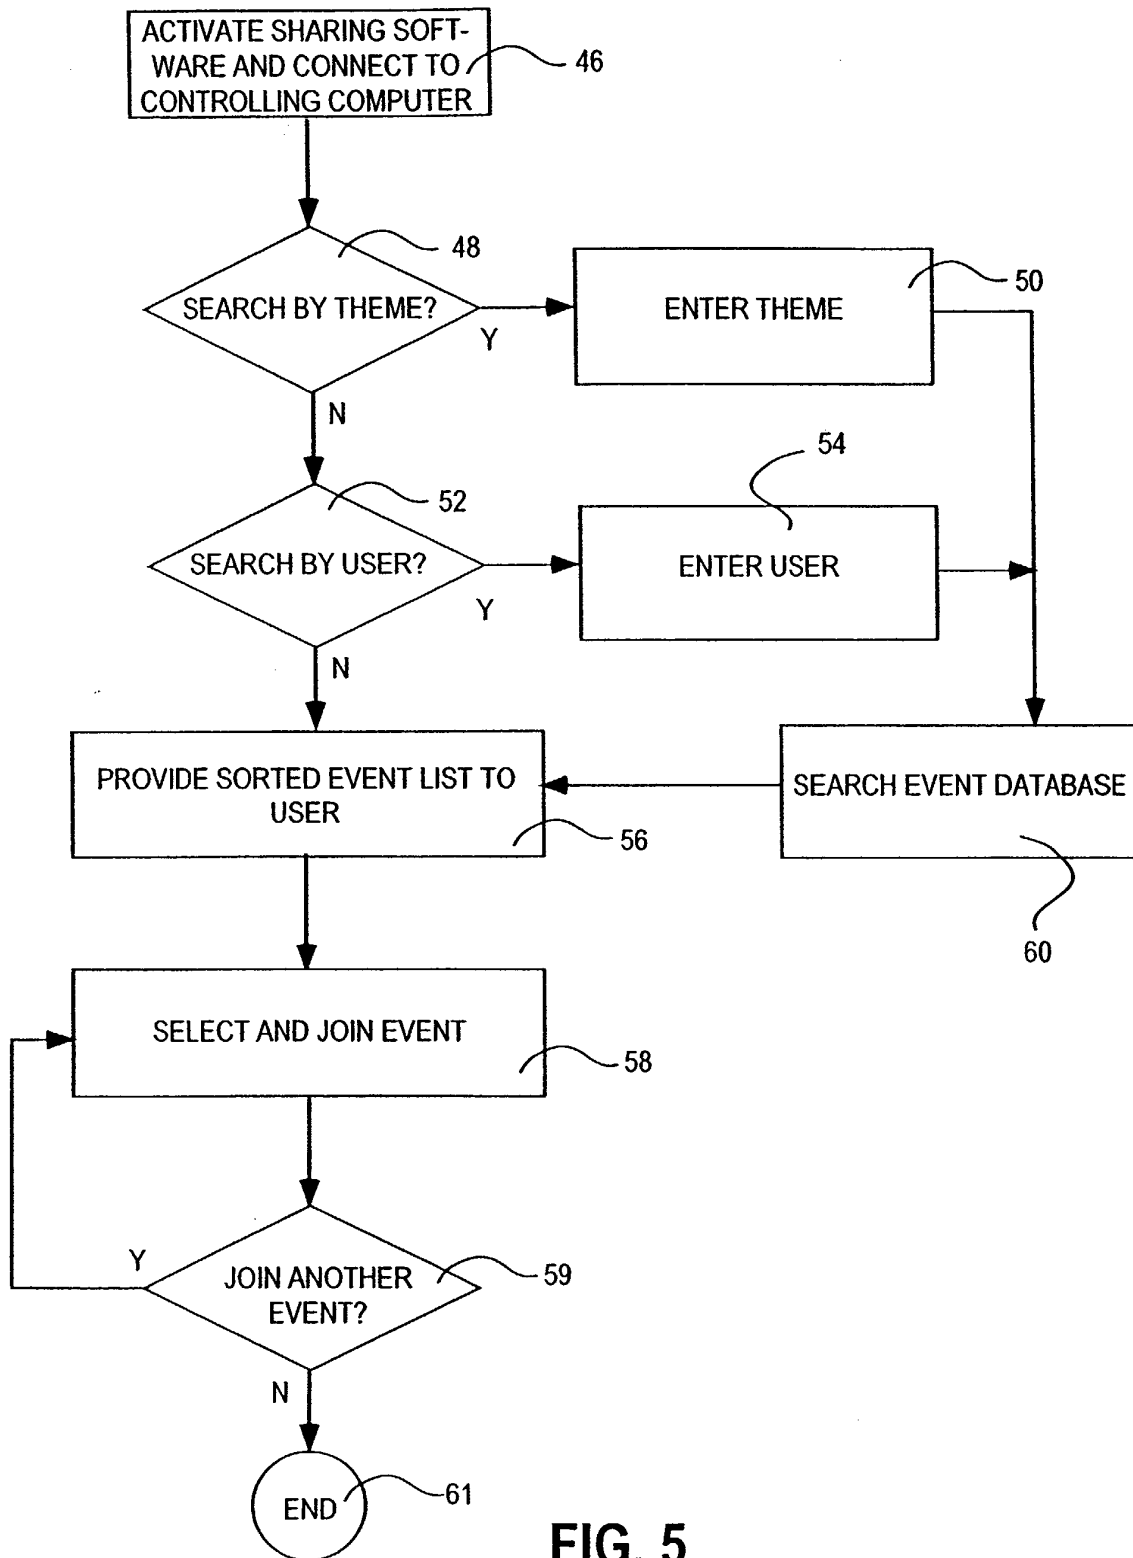 ACTIVATE SHARING SOFT-
WARE AND CONNECT TO
CONTROLLING COMPUTER
46
48
SEARCH BY THEME?
Y
ENTER THEME
50
N
52
SEARCH BY USER?
Y
54
ENTER USER
N
PROVIDE SORTED EVENT LIST TO
USER
56
SEARCH EVENT DATABASE
60
SELECT AND JOIN EVENT
58
Y
JOIN ANOTHER
EVENT?
59
N
END
61
FIG. 5